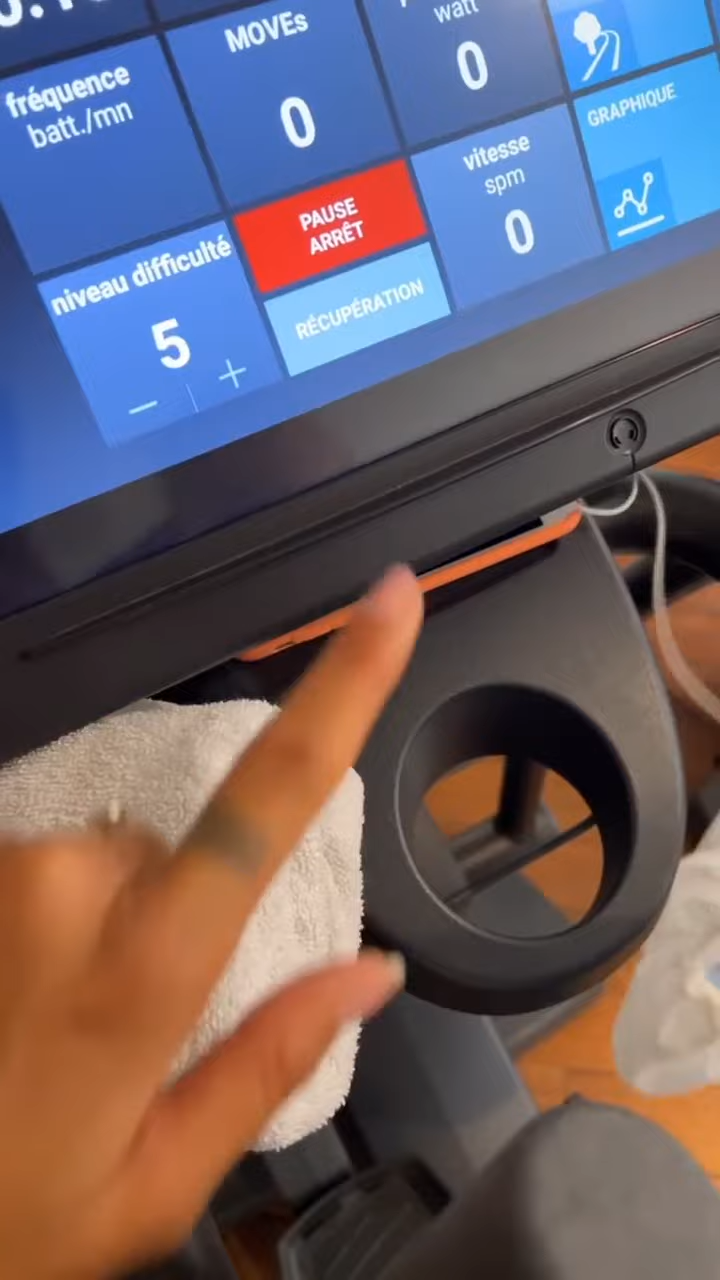 MOVEs
0
watt
0
fréquence
batt./mn
GRAPHIQUE
PAUSE
ARRÊT
vitesse
spm
0
niveau difficulté
5
- +
RÉCUPÉRATION